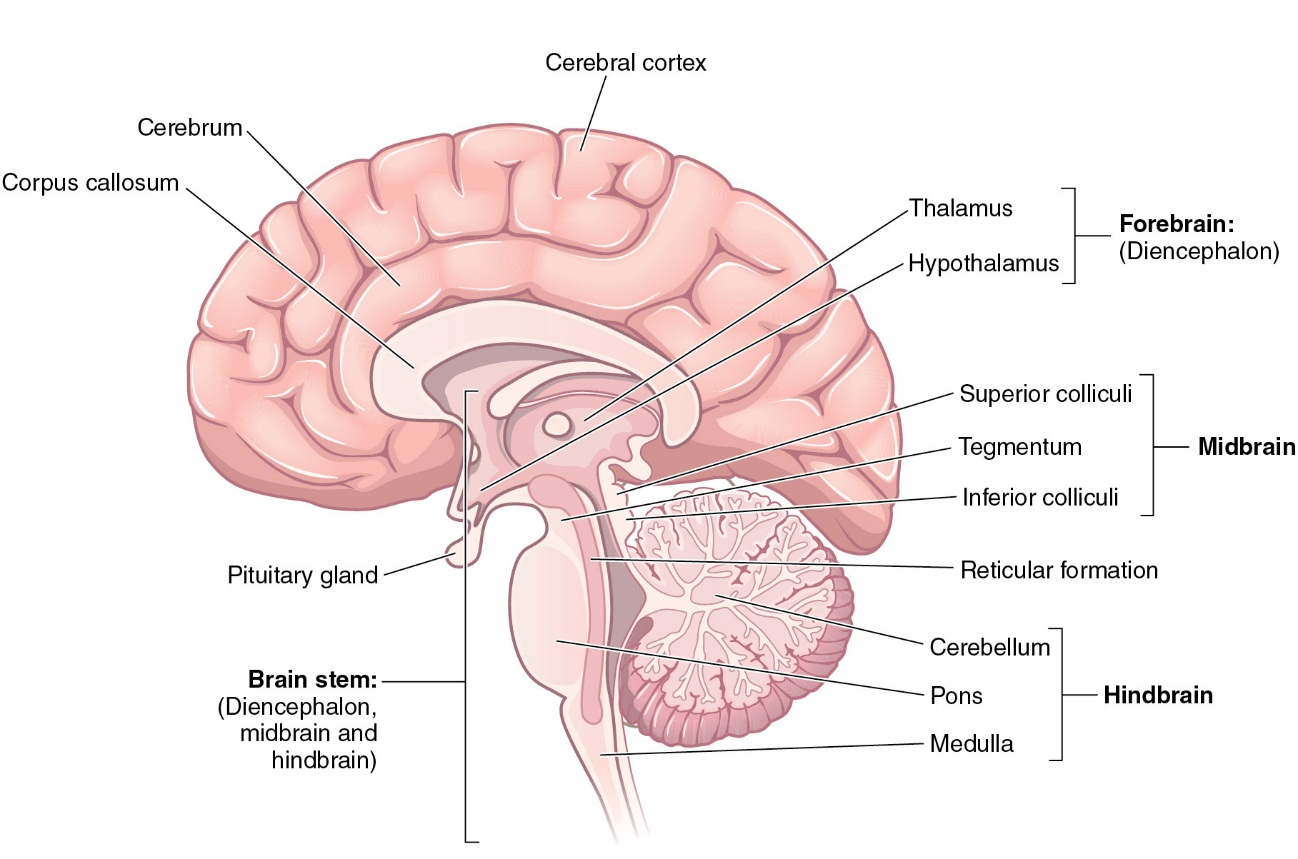 Cerebral cortex
Cerebrum
Corpus callosum
Thalamus
Hypothalamus
Forebrain:
(Diencephalon)
Superior colliculi
Tegmentum
Inferior colliculi
Midbrain
Reticular formation
Pituitary gland
Cerebellum
Pons
Medulla
Hindbrain
Brain stem:
(Diencephalon,
midbrain and
hindbrain)